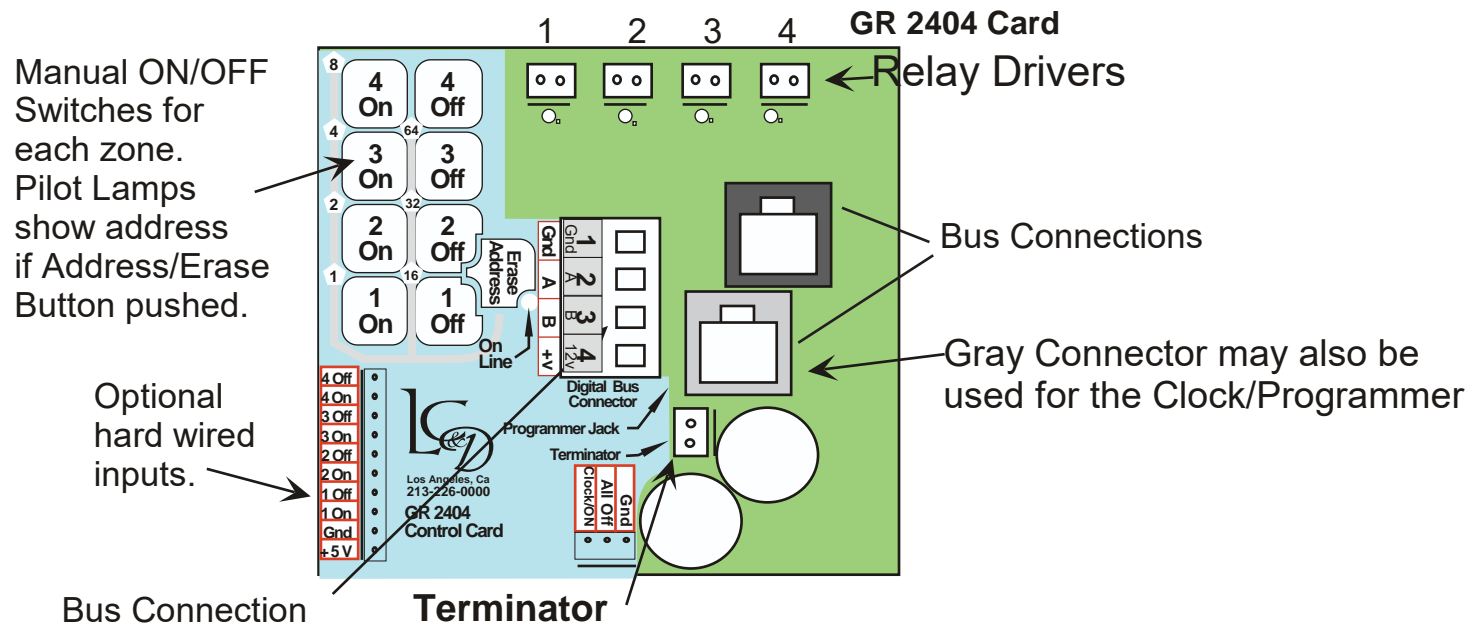 1
2
3
4
GR 2404 Card
Relay Drivers
Manual ON/OFF
Switches for
each zone.
Pilot Lamps
show address
if Address/Erase
Button pushed.
8
4
On
4
Off
4
64
3
On
3
Off
2
32
2
On
2
Off
1
16
1
On
1
Off
Erase
Address
On
Line
Gnd
A
B
+v
Gnd
1
A
2
B
3
12v
4
Digital Bus
Connector
Programmer Jack
Terminator
Bus Connections
Gray Connector may also be
used for the Clock/Programmer
Optional
hard wired
inputs.
4 Off
4 On
3 Off
3 On
2 Off
2 On
1 Off
1 On
Gnd
+ 5 V
LC&D
Los Angeles, Ca
213-226-0000
GR 2404
Control Card
Clock/ON
All Off
Gnd
Bus Connection
Terminator